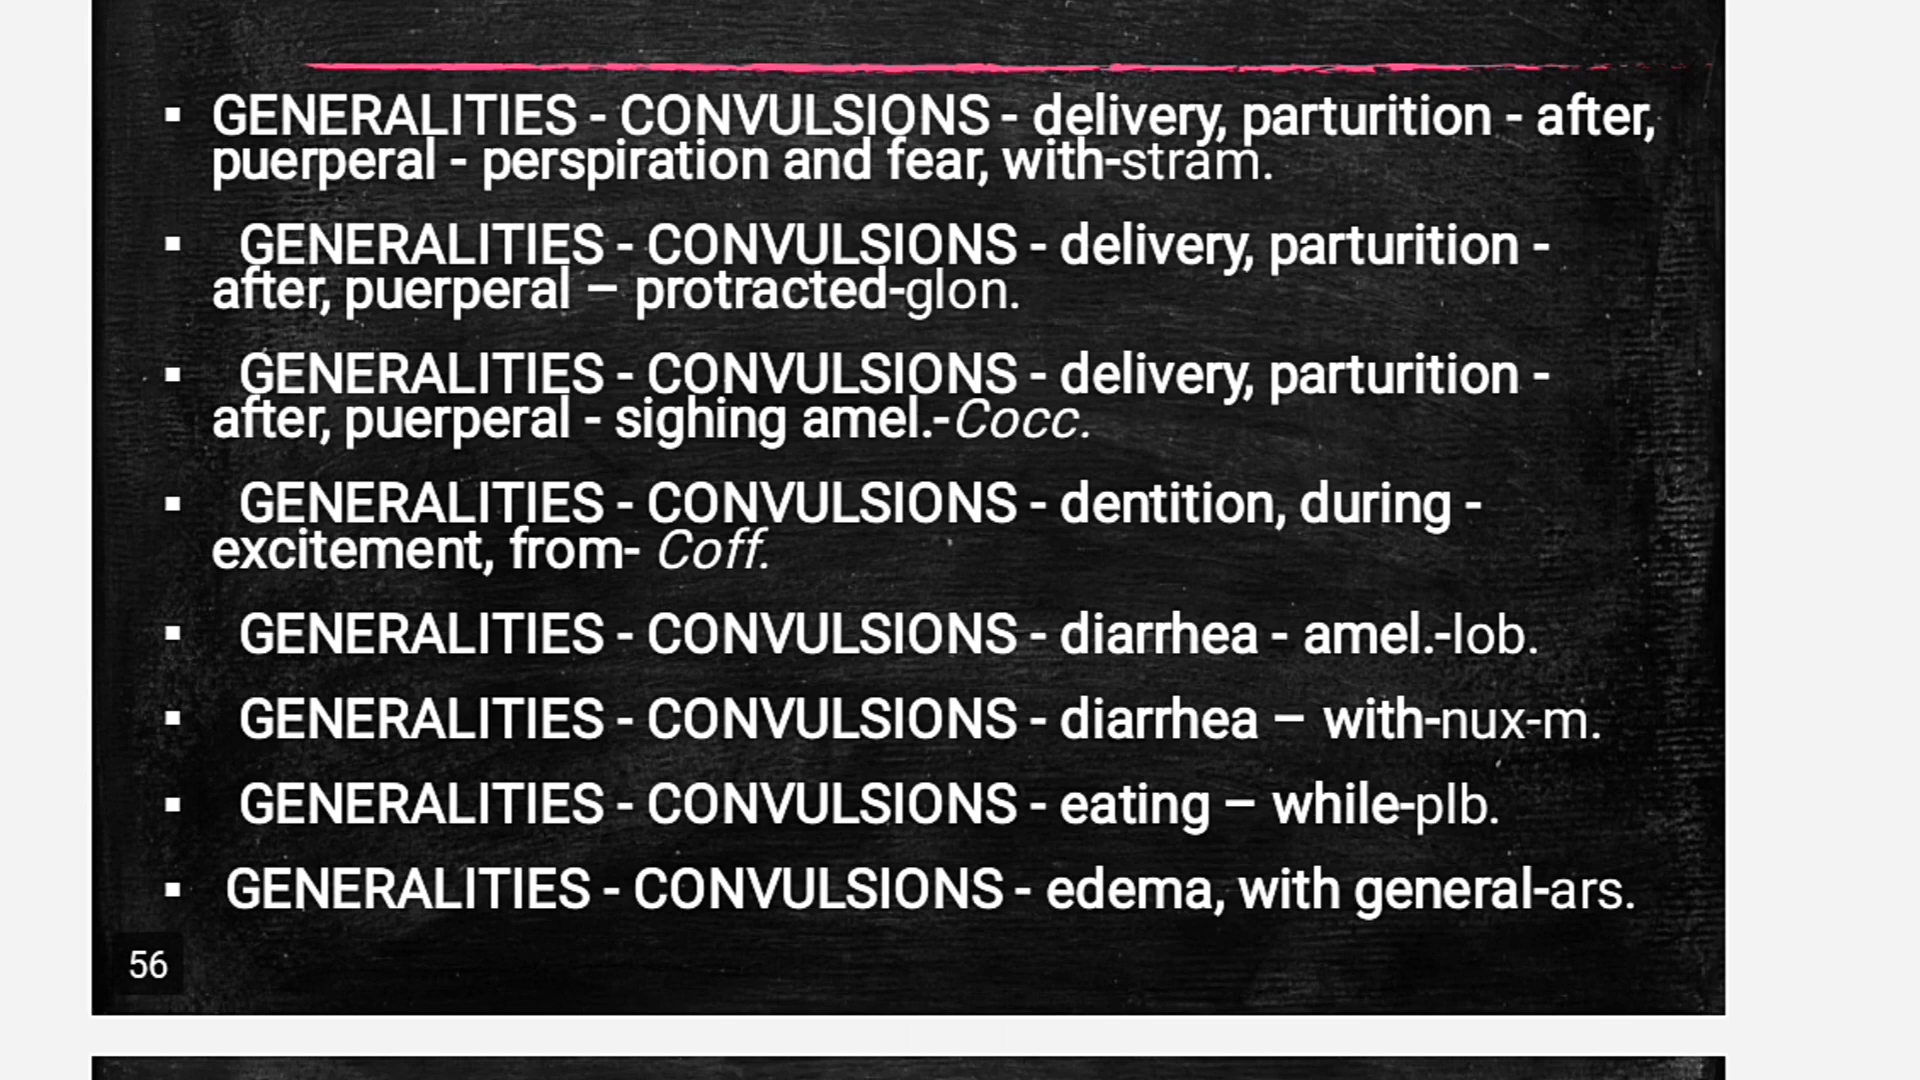 ▪ GENERALITIES - CONVULSIONS - delivery, parturition - after,
puerperal - perspiration and fear, with-stram.
▪ GENERALITIES - CONVULSIONS - delivery, parturition -
after, puerperal – protracted-glon.
▪ GENERALITIES - CONVULSIONS - delivery, parturition -
after, puerperal - sighing amel.-Cocc.
▪ GENERALITIES - CONVULSIONS - dentition, during -
excitement, from- Coff.
▪ GENERALITIES - CONVULSIONS - diarrhea - amel.-lob.
▪ GENERALITIES - CONVULSIONS - diarrhea – with-nux-m.
▪ GENERALITIES - CONVULSIONS - eating – while-plb.
▪ GENERALITIES - CONVULSIONS - edema, with general-ars.
56